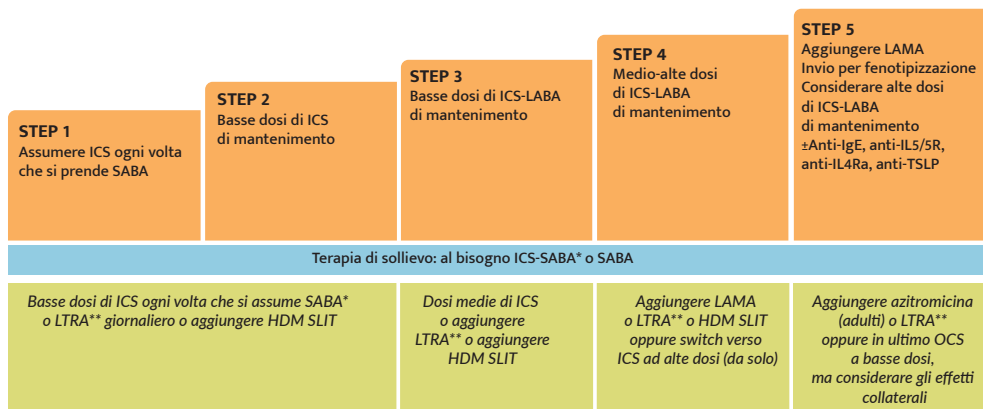 STEP 1
Assumere ICS ogni volta
che si prende SABA
STEP 2
Basse dosi di ICS
di mantenimento
STEP 3
Basse dosi di ICS-LABA
di mantenimento
STEP 4
Medio-alte dosi
di ICS-LABA
di mantenimento
STEP 5
Aggiungere LAMA
Invio per fenotipizzazione
Considerare alte dosi
di ICS-LABA
di mantenimento
±Anti-IgE, anti-IL5/5R,
anti-IL4Ra, anti-TSLP
Terapia di sollievo: al bisogno ICS-SABA* o SABA
Basse dosi di ICS ogni volta che si assume SABA*
o LTRA** giornaliero o aggiungere HDM SLIT
Dosi medie di ICS
o aggiungere
LTRA** o aggiungere
HDM SLIT
Aggiungere LAMA
o LTRA** o HDM SLIT
oppure switch verso
ICS ad alte dosi (da solo)
Aggiungere azitromicina
(adulti) o LTRA**
oppure in ultimo OCS
a basse dosi,
ma considerare gli effetti
collaterali